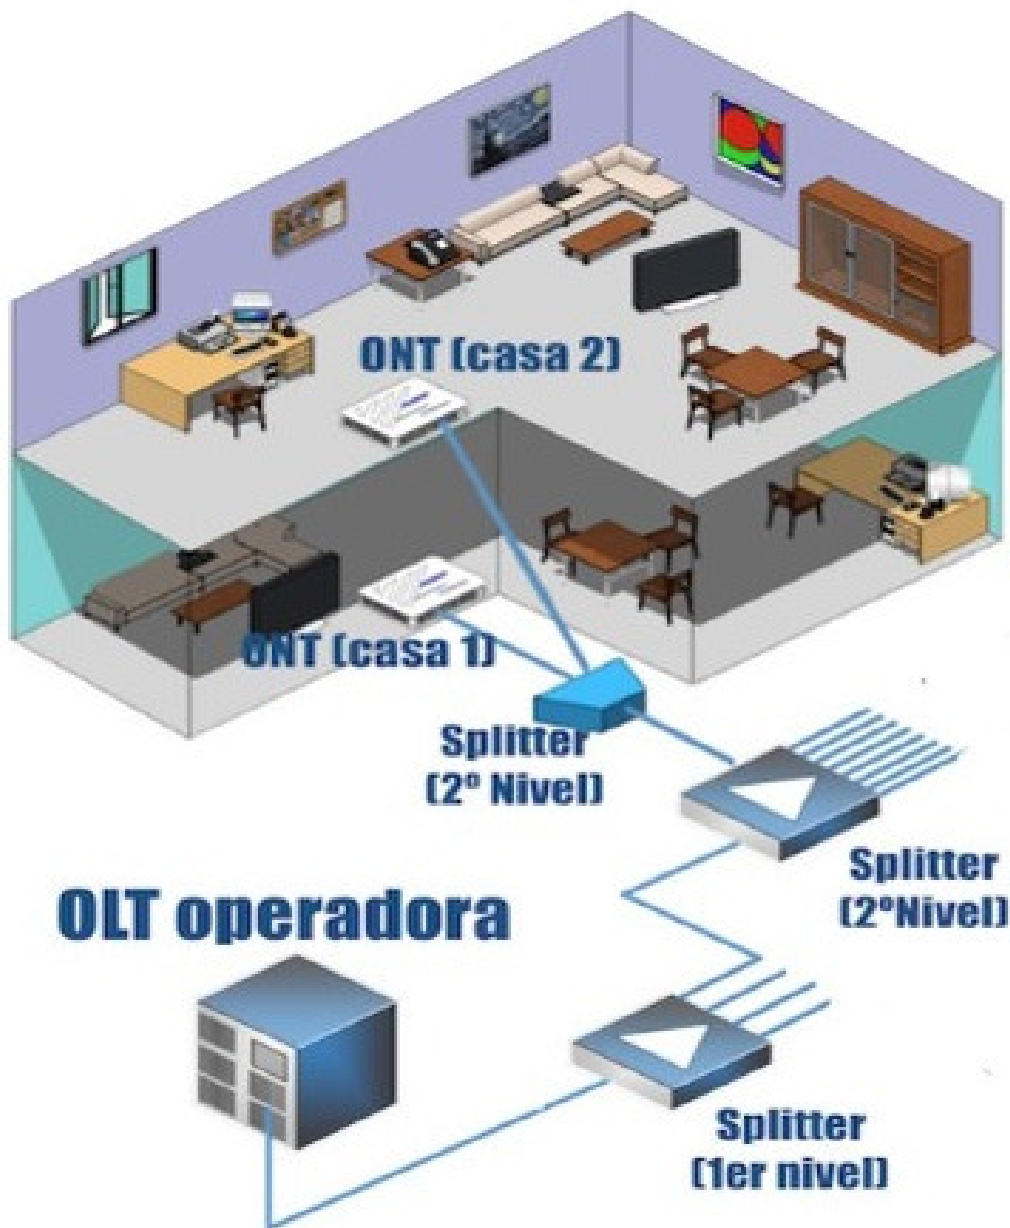 ONT (casa 2)
ONT (casa 1)
Splitter
(2º Nivel)
Splitter
(2ºNivel)
OLT operadora
Splitter
(1er nivel)